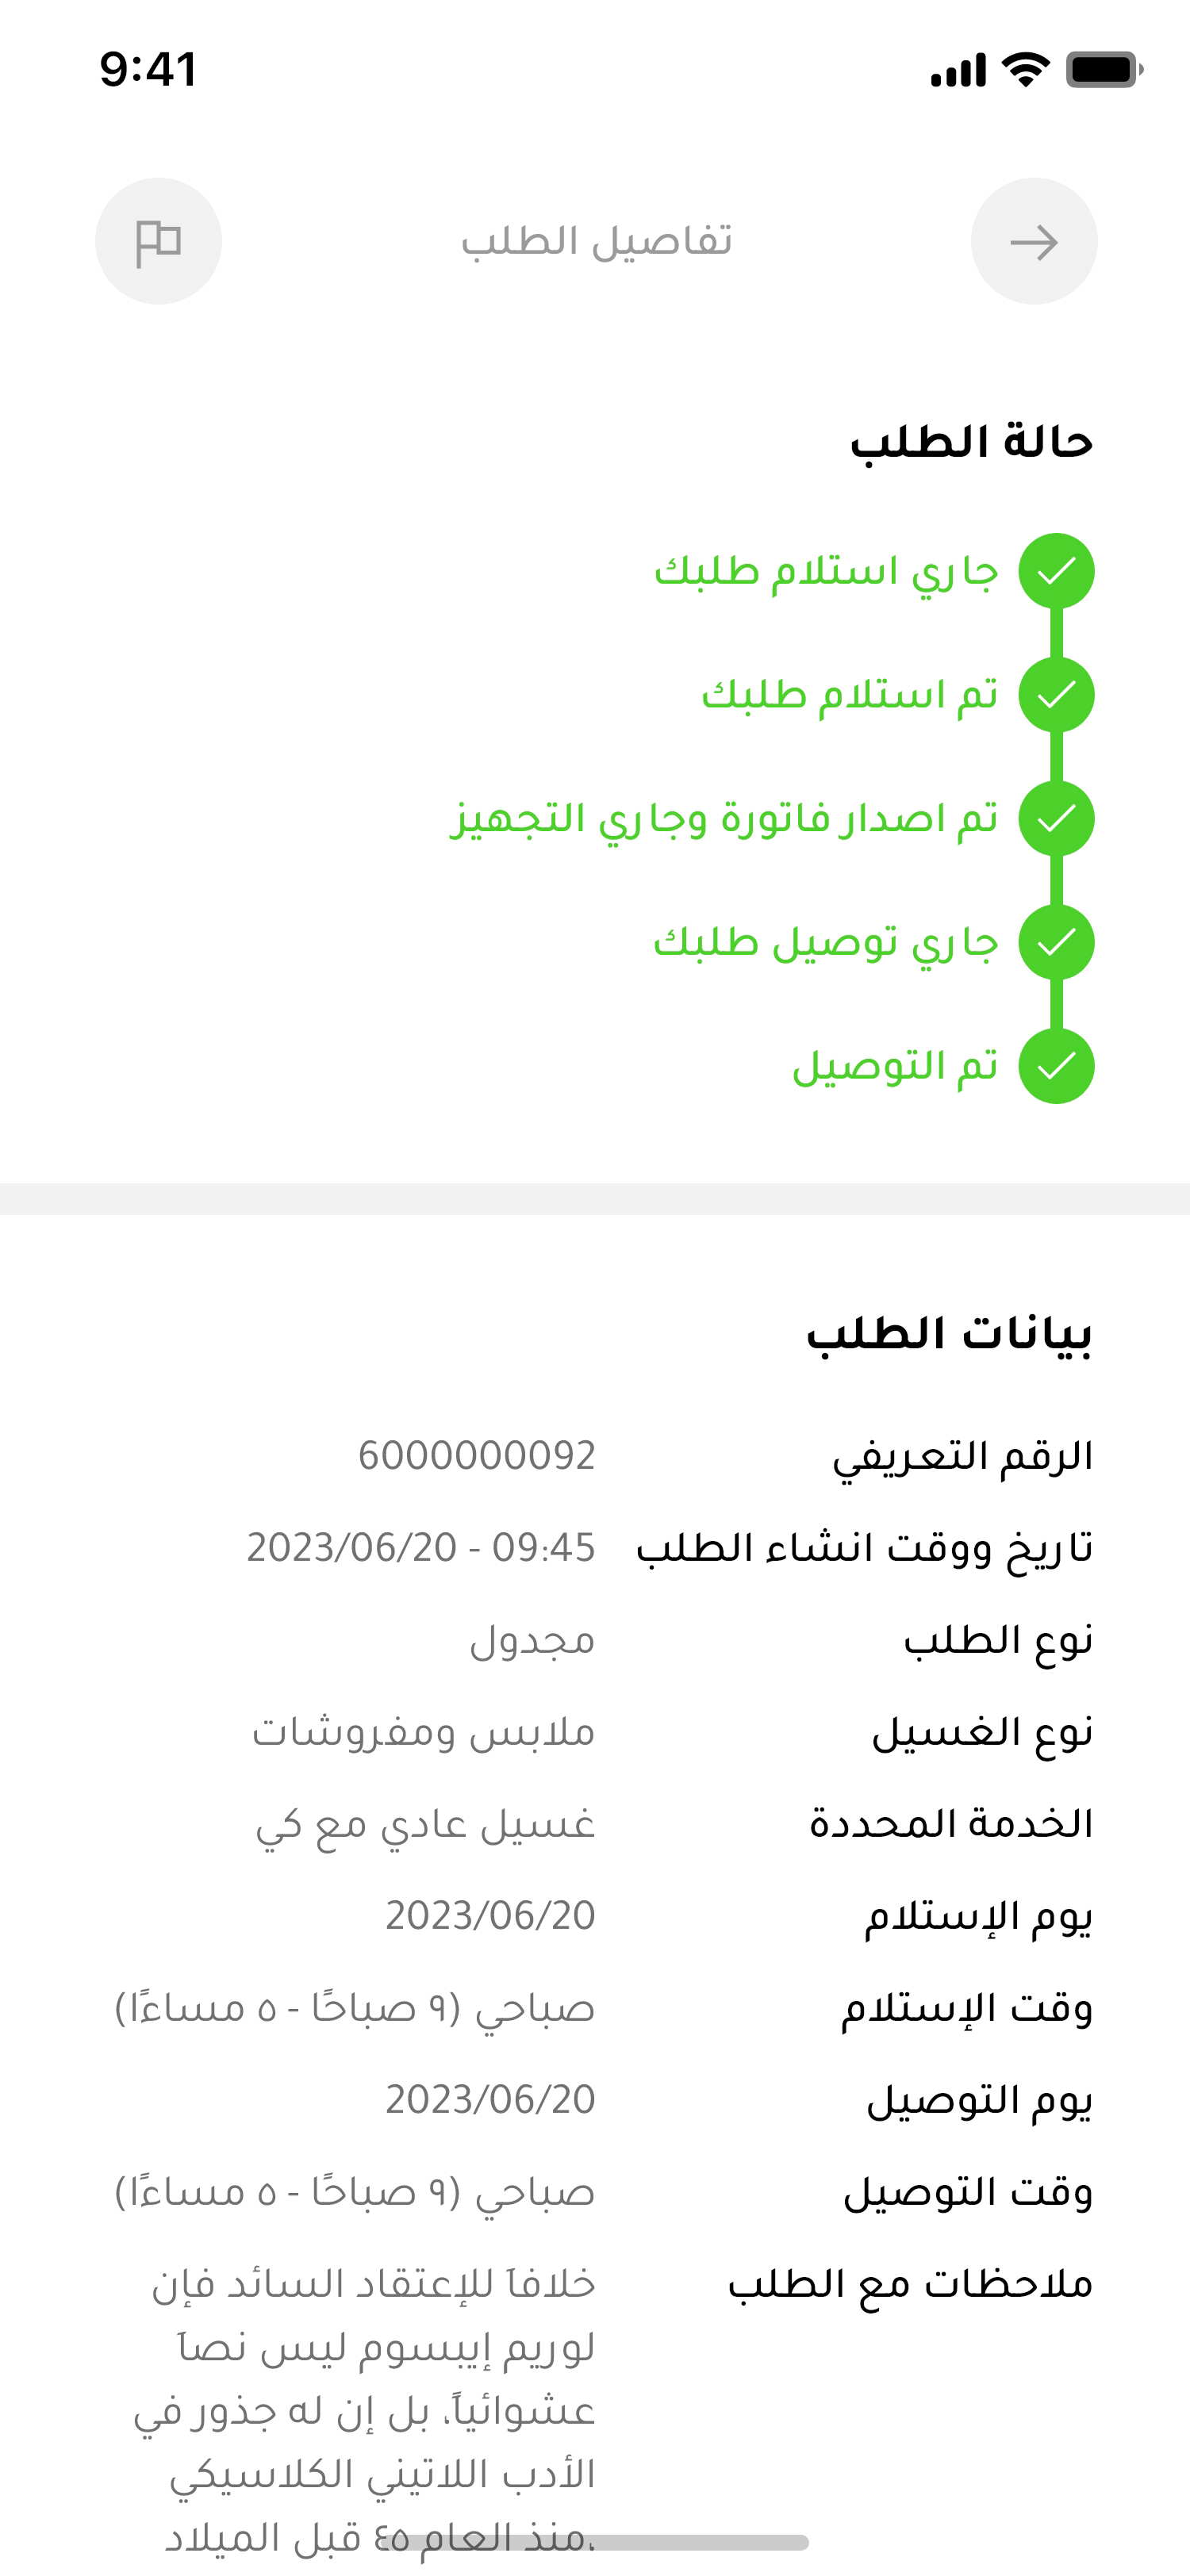 9:41
تفاصيل الطلب
حالة الطلب
جاري استلام طلبك
تم استلام طلبك
تم اصدار فاتورة وجاري التجهيز
جاري توصيل طلبك
تم التوصيل
بيانات الطلب
الرقم التعريفي 6000000092
تاريخ ووقت انشاء الطلب 2023/06/20 - 09:45
نوع الطلب مجدول
نوع الغسيل ملابس ومفروشات
الخدمة المحددة غسيل عادي مع كي
يوم الإستلام 2023/06/20
وقت الإستلام صباحي (٩ صباحًا - ٥ مساءًا)
يوم التوصيل 2023/06/20
وقت التوصيل صباحي (٩ صباحًا - ٥ مساءًا)
ملاحظات مع الطلب خلافاَ للإعتقاد السائد فإن
لوريم إيبسوم ليس نصاَ
عشوائياً، بل إن له جذور في
الأدب اللاتيني الكلاسيكي
،منذ العام ٤٥ قبل الميلاد